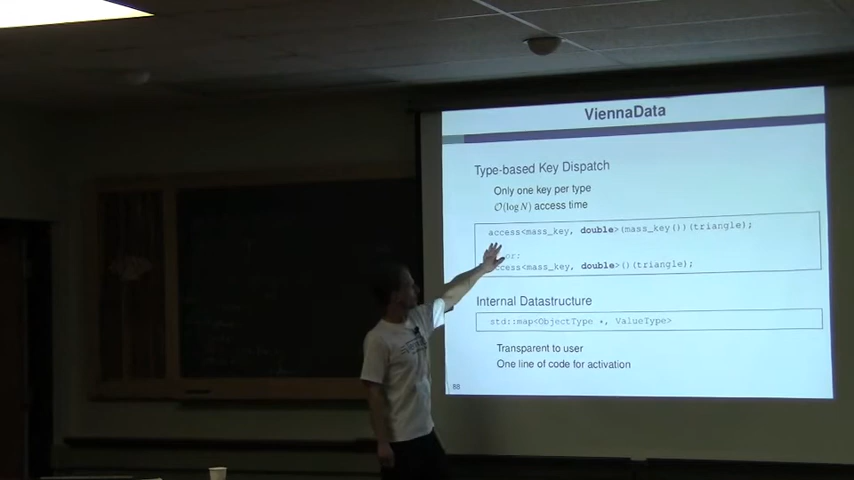 ViennaData
Type-based Key Dispatch
Only one key per type
O(log N) access time
access<mass_key, double>(mass_key())(triangle);
or:
access<mass_key, double>()(triangle);
Internal Datastructure
std::map<ObjectType *, ValueType>
Transparent to user
One line of code for activation
88